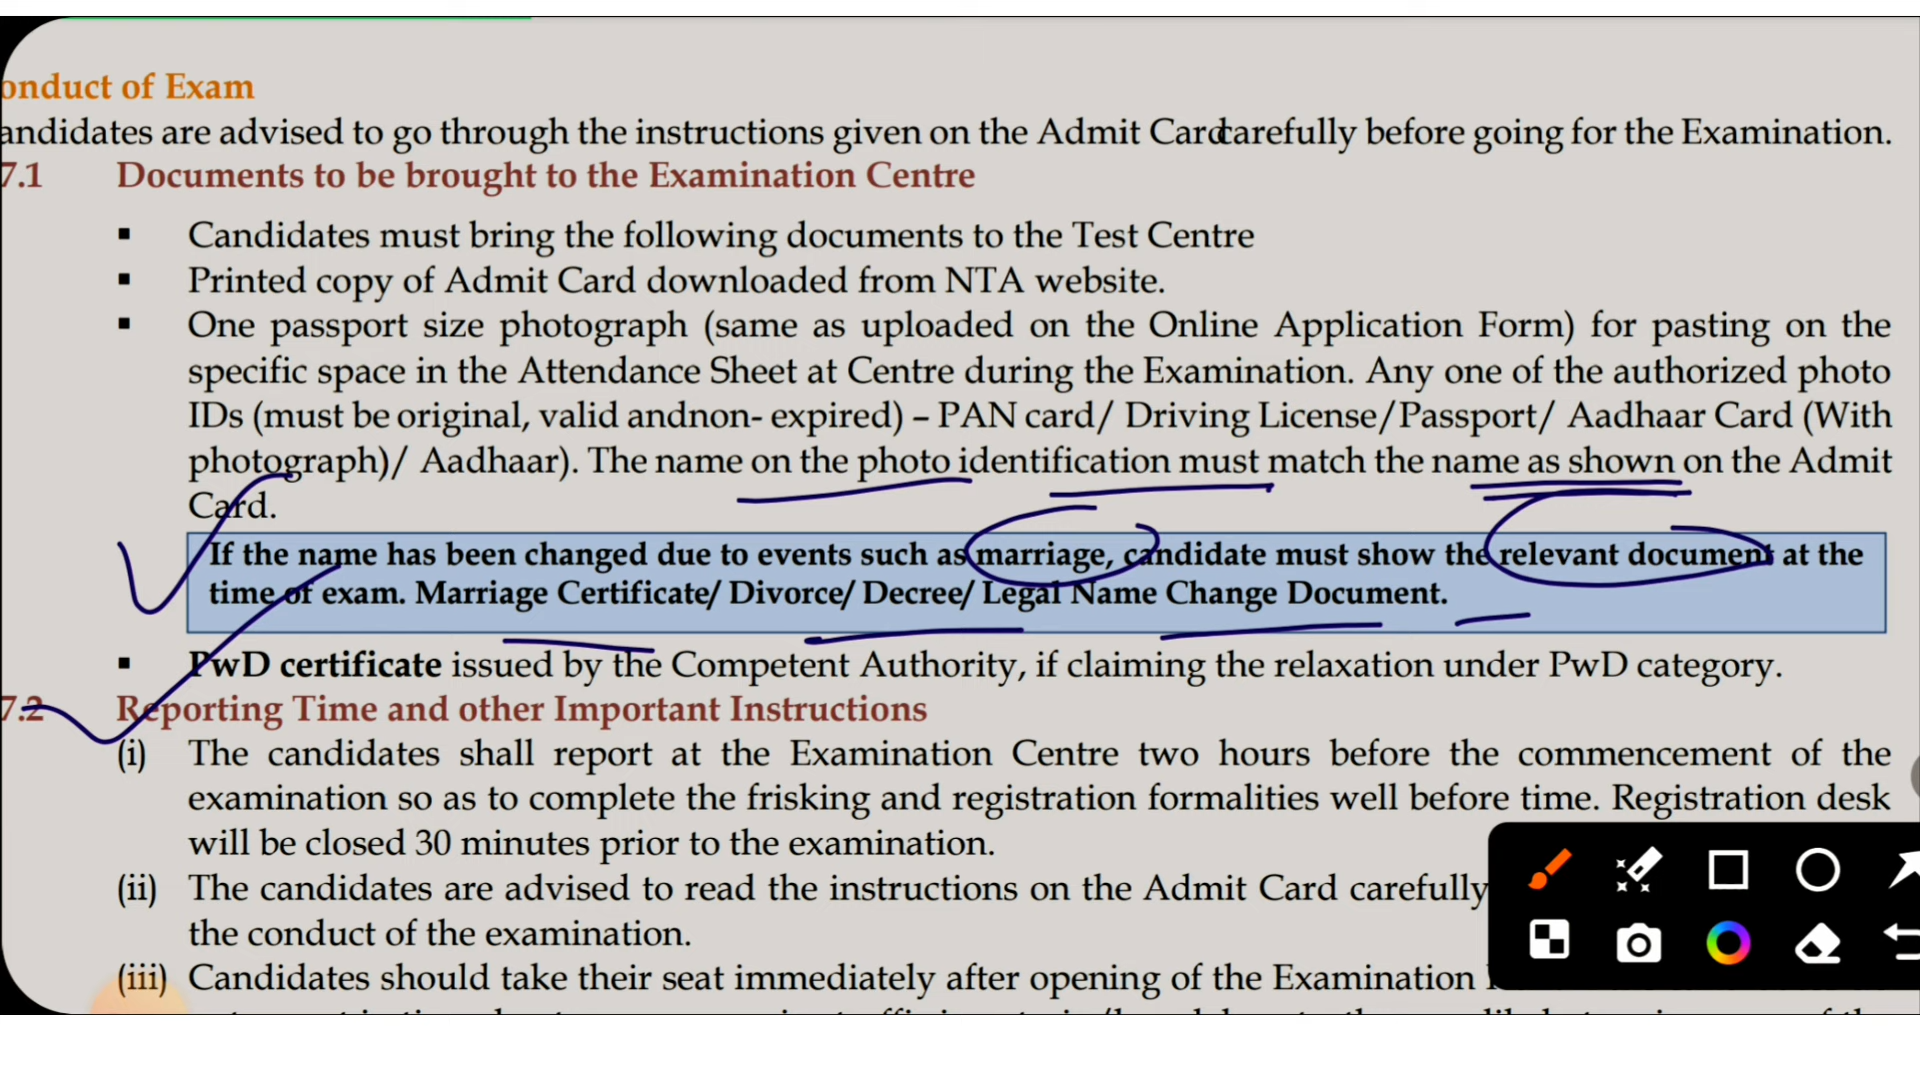 onduct of Exam
andidates are advised to go through the instructions given on the Admit Card carefully before going for the Examination.
7.1 Documents to be brought to the Examination Centre
▪ Candidates must bring the following documents to the Test Centre
▪ Printed copy of Admit Card downloaded from NTA website.
▪ One passport size photograph (same as uploaded on the Online Application Form) for pasting on the
specific space in the Attendance Sheet at Centre during the Examination. Any one of the authorized photo
IDs (must be original, valid andnon- expired) – PAN card/ Driving License/Passport/ Aadhaar Card (With
photograph)/ Aadhaar). The name on the photo identification must match the name as shown on the Admit
Card.
If the name has been changed due to events such as marriage, candidate must show the relevant document at the
time of exam. Marriage Certificate/ Divorce/ Decree/ Legal Name Change Document.
▪ PwD certificate issued by the Competent Authority, if claiming the relaxation under PwD category.
7.2 Reporting Time and other Important Instructions
(i) The candidates shall report at the Examination Centre two hours before the commencement of the
examination so as to complete the frisking and registration formalities well before time. Registration desk
will be closed 30 minutes prior to the examination.
(ii) The candidates are advised to read the instructions on the Admit Card carefully
the conduct of the examination.
(iii) Candidates should take their seat immediately after opening of the Examination